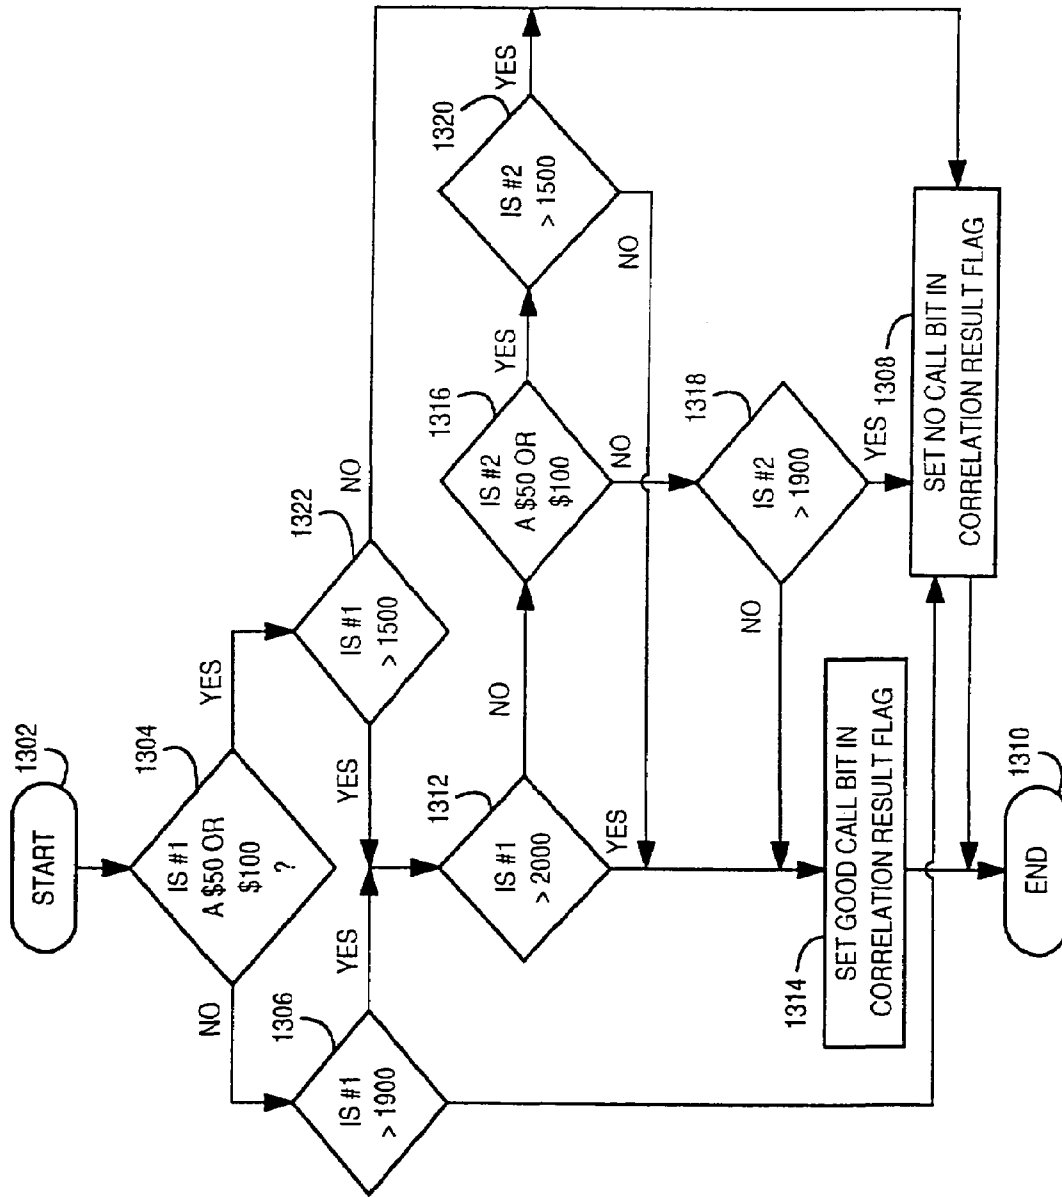 START
1302
IS #1
A $50 OR
$100
?
1304
NO
YES
IS #1
> 1900
1306
YES
IS #1
> 1500
1322
YES
NO
IS #1
> 2000
1312
NO
YES
IS #2
A $50 OR
$100
1316
YES
NO
IS #2
> 1500
1320
YES
NO
IS #2
> 1900
1318
NO
YES
SET GOOD CALL BIT IN
CORRELATION RESULT FLAG
1314
SET NO CALL BIT IN
CORRELATION RESULT FLAG
1308
END
1310